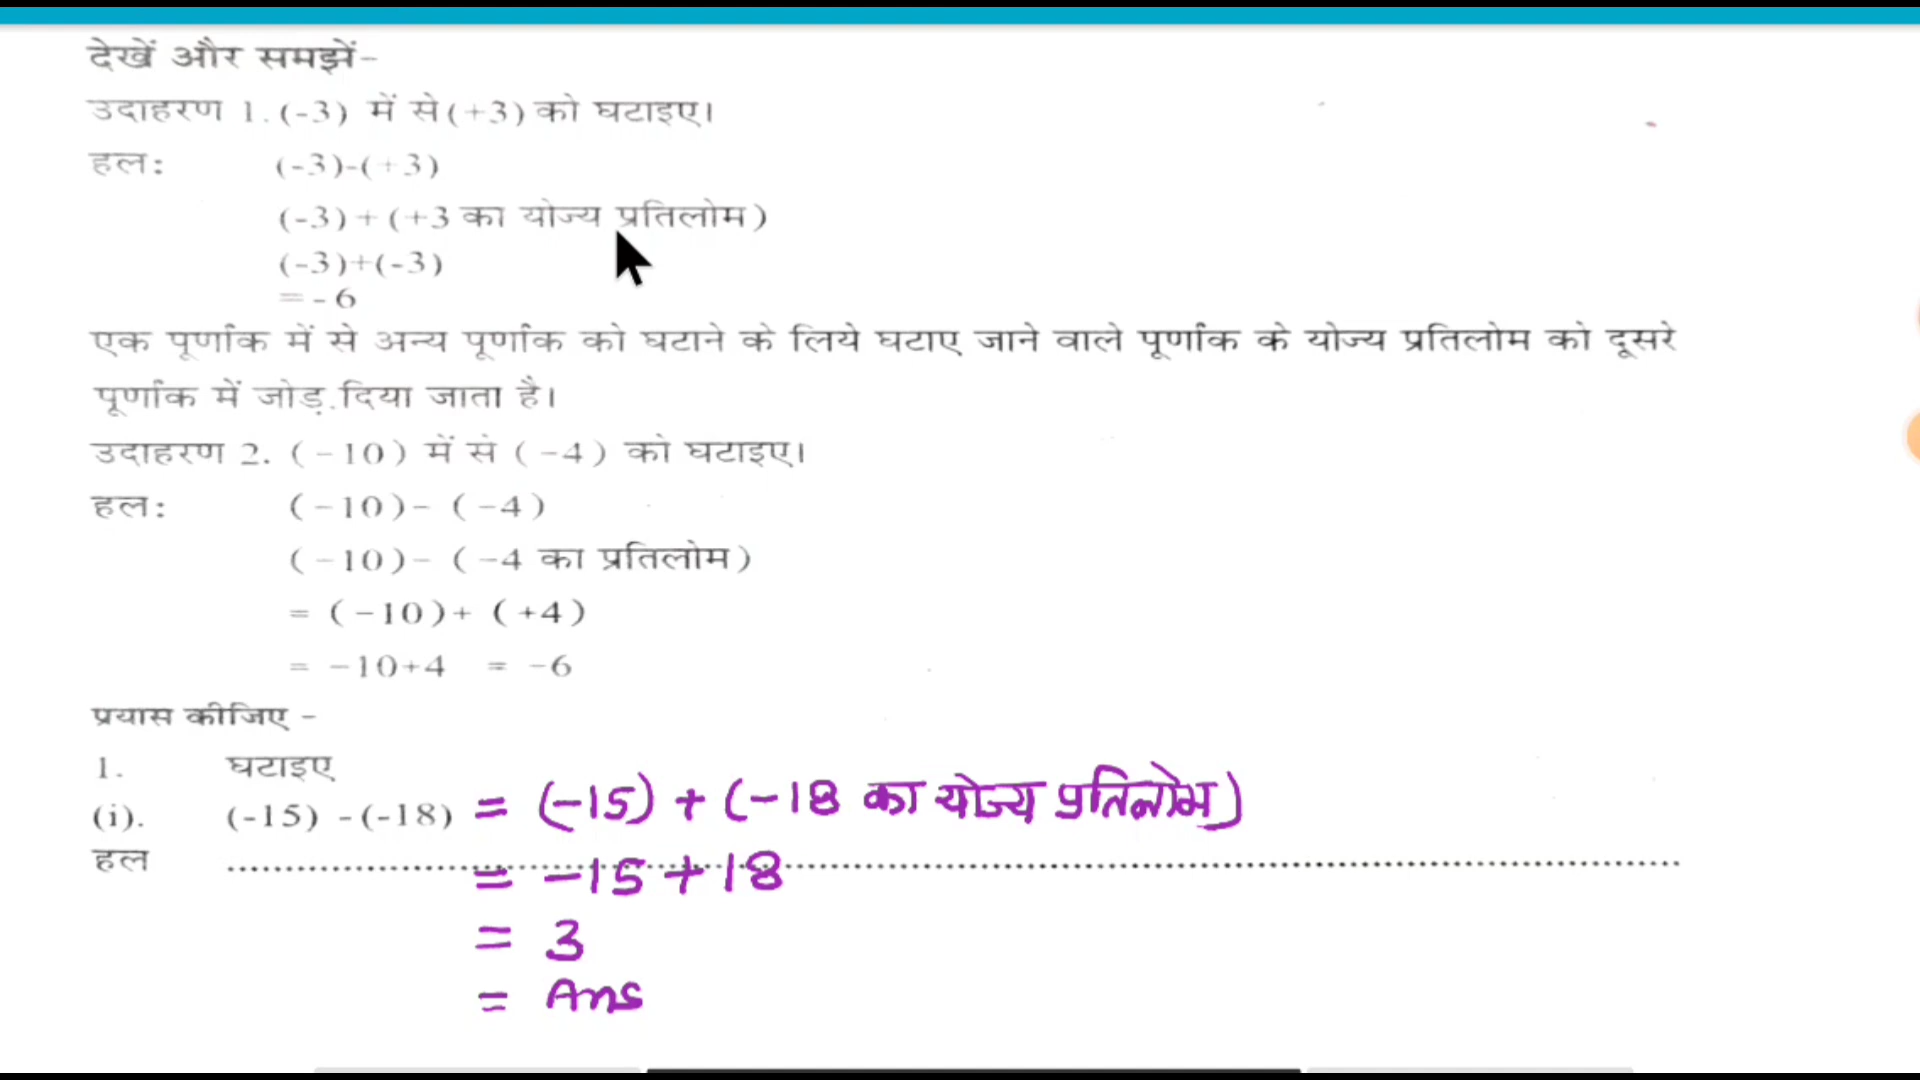 देखें और समझें-
उदाहरण 1. (-3) में से (+3) को घटाइए।
हल: (-3)-(+3)
(-3)+(+3 का योज्य प्रतिलोम)
(-3)+(-3)
=-6
एक पूर्णांक में से अन्य पूर्णांक को घटाने के लिये घटाए जाने वाले पूर्णांक के योज्य प्रतिलोम को दूसरे
पूर्णांक में जोड़ दिया जाता है।
उदाहरण 2. (-10) में से (-4) को घटाइए।
हल: (-10)- (-4)
(-10)- (-4 का प्रतिलोम)
= (-10)+ (+4)
= -10+4 = -6
प्रयास कीजिए -
1. घटाइए
(i). (-15) -(-18) = (-15) + (-18 का योज्य प्रतिलोम)
हल = -15 + 18
= 3
= Ans